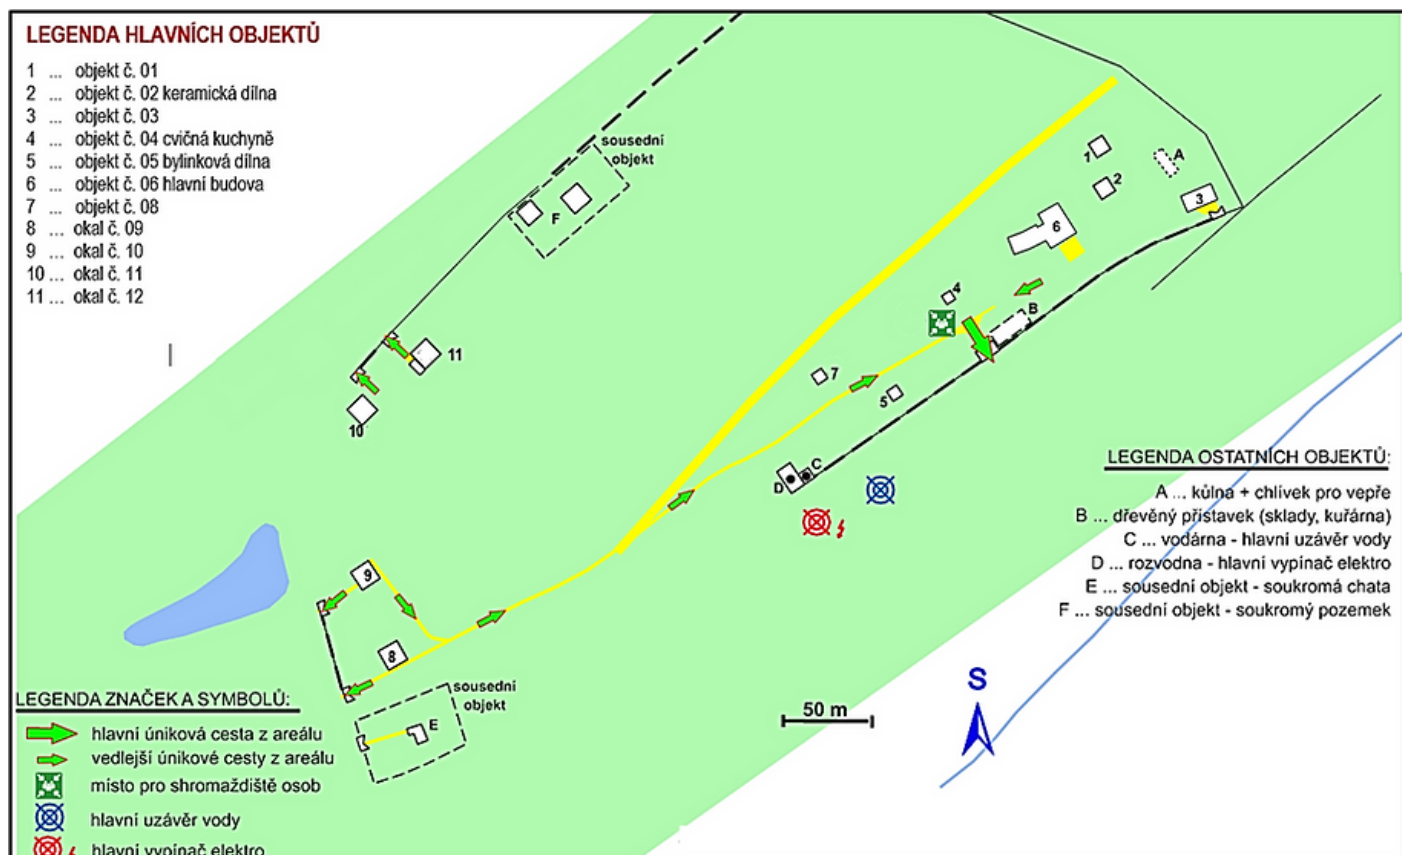 LEGENDA HLAVNÍCH OBJEKTŮ
1 ... objekt č. 01
2 ... objekt č. 02 keramická dílna
3 ... objekt č. 03
4 ... objekt č. 04 cvičná kuchyně
5 ... objekt č. 05 bylinková dílna
6 ... objekt č. 06 hlavní budova
7 ... objekt č. 08
8 ... okal č. 09
9 ... okal č. 10
10 ... okal č. 11
11 ... okal č. 12
sousední
objekt
F
1
A
2
3
6
4
B
11
10
7
5
C
D
LEGENDA OSTATNÍCH OBJEKTŮ:
A ... kůlna + chlívek pro vepře
B ... dřevěný přístavek (sklady, kuřárna)
C ... vodárna - hlavní uzávěr vody
D ... rozvodna - hlavní vypínač elektro
E ... sousední objekt - soukromá chata
F ... sousední objekt - soukromý pozemek
9
8
sousední
objekt
E
50 m
S
LEGENDA ZNAČEK A SYMBOLŮ:
hlavní úniková cesta z areálu
vedlejší únikové cesty z areálu
místo pro shromaždiště osob
hlavní uzávěr vody
hlavní vypínač elektro